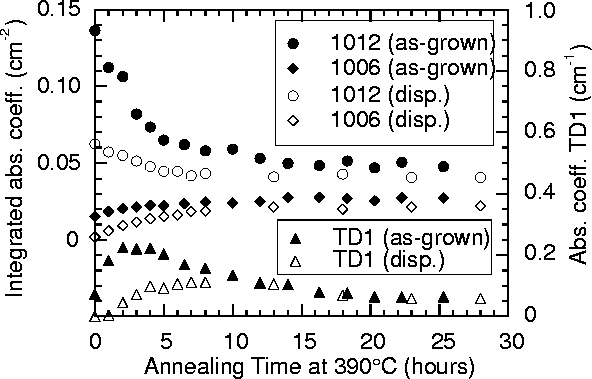 0.15
0.10
0.05
0
Integrated abs. coeff. (cm-2)
1012 (as-grown)
1006 (as-grown)
1012 (disp.)
1006 (disp.)
TD1 (as-grown)
TD1 (disp.)
1.0
0.8
0.6
0.4
0.2
0
Abs. coeff. TD1 (cm-1)
0 5 10 15 20 25 30
Annealing Time at 390°C (hours)